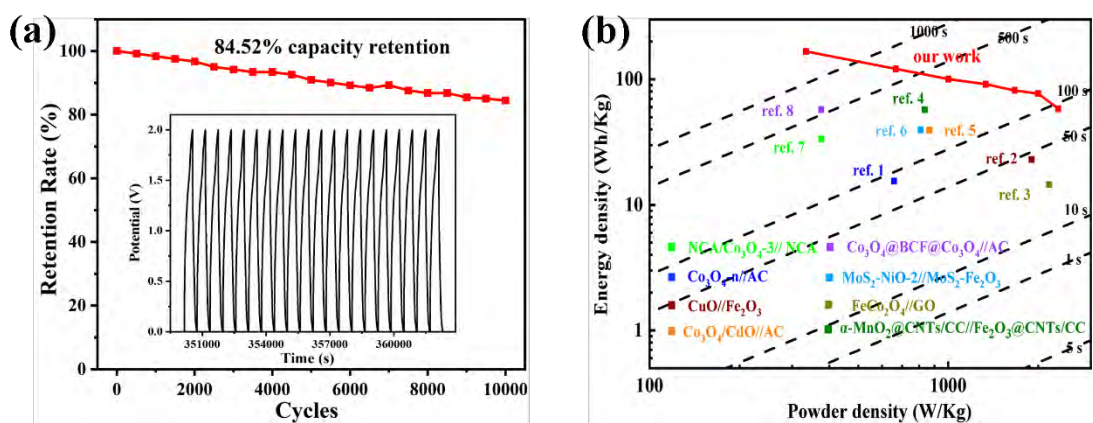 (a)
84.52% capacity retention
Retention Rate (%)
120
100
80
60
40
20
0
0
2000
4000
6000
8000
10000
Cycles
Potential (V)
2.0
1.5
1.0
0.5
0.0
351000
354000
357000
360000
Time (s)
(b)
Energy density (Wh/Kg)
100
10
1
100
1000
Powder density (W/Kg)
1000 s
500 s
our work
100 s
50 s
10 s
1 s
5 s
ref. 8
ref. 4
ref. 7
ref. 6
ref. 5
ref. 1
ref. 2
ref. 3
NCA/Co₃O₄-3// NCA
Co₃O₄@BCF@Co₃O₄//AC
Co₃O₄-n//AC
MoS₂-NiO-2//MoS₂-Fe₂O₃
CuO//Fe₂O₃
FeCo₂O₄//GO
Co₃O₄/CdO//AC
α-MnO₂@CNTs/CC//Fe₂O₃@CNTs/CC